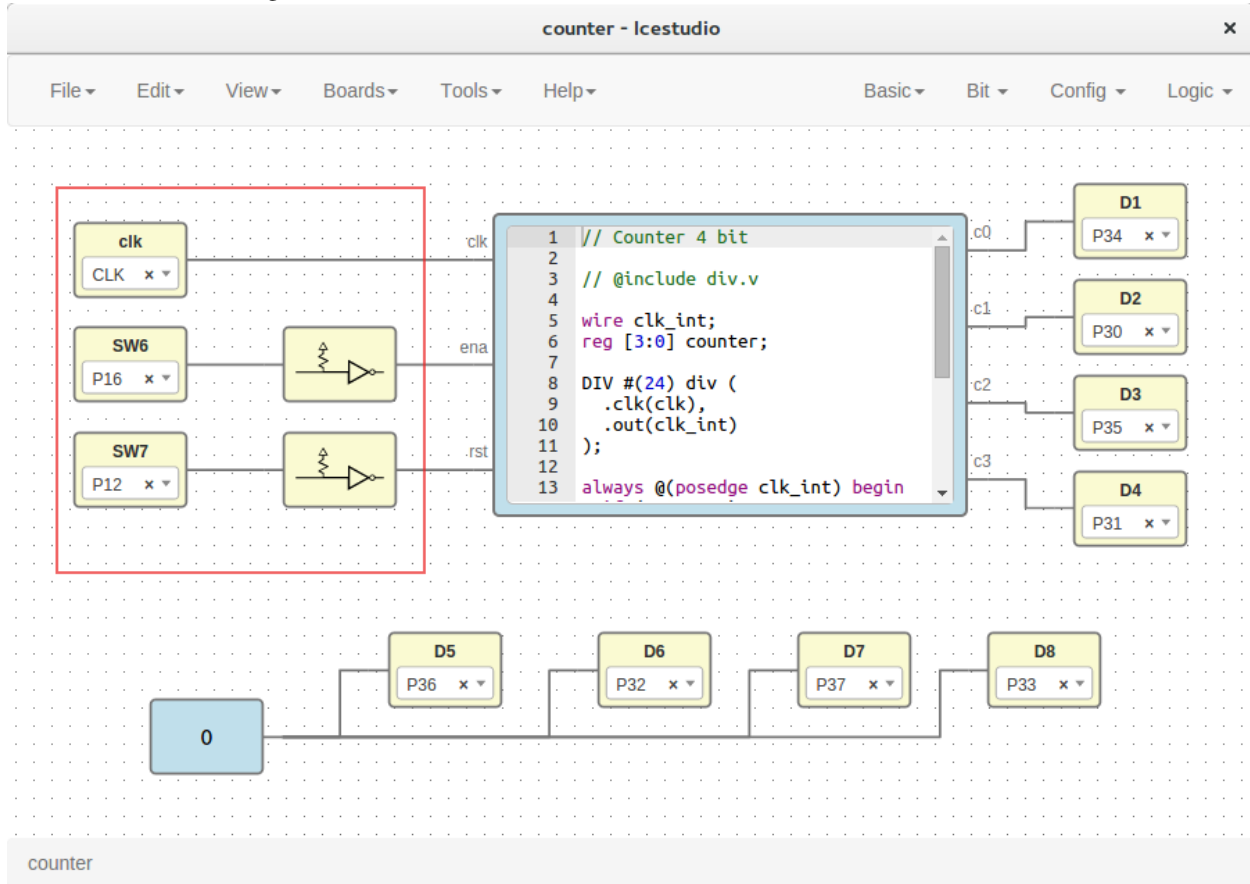 counter - Icestudio ×
File Edit View Boards Tools Help Basic Bit Config Logic
clk
CLK ×
SW6
P16 ×
SW7
P12 ×
clk
ena
rst
1 // Counter 4 bit
2
3 // @include div.v
4
5 wire clk_int;
6 reg [3:0] counter;
7
8 DIV #(24) div (
9 .clk(clk),
10 .out(clk_int)
11 );
12
13 always @(posedge clk_int) begin
c0
c1
c2
c3
D1
P34 ×
D2
P30 ×
D3
P35 ×
D4
P31 ×
D5
P36 ×
D6
P32 ×
D7
P37 ×
D8
P33 ×
0
counter